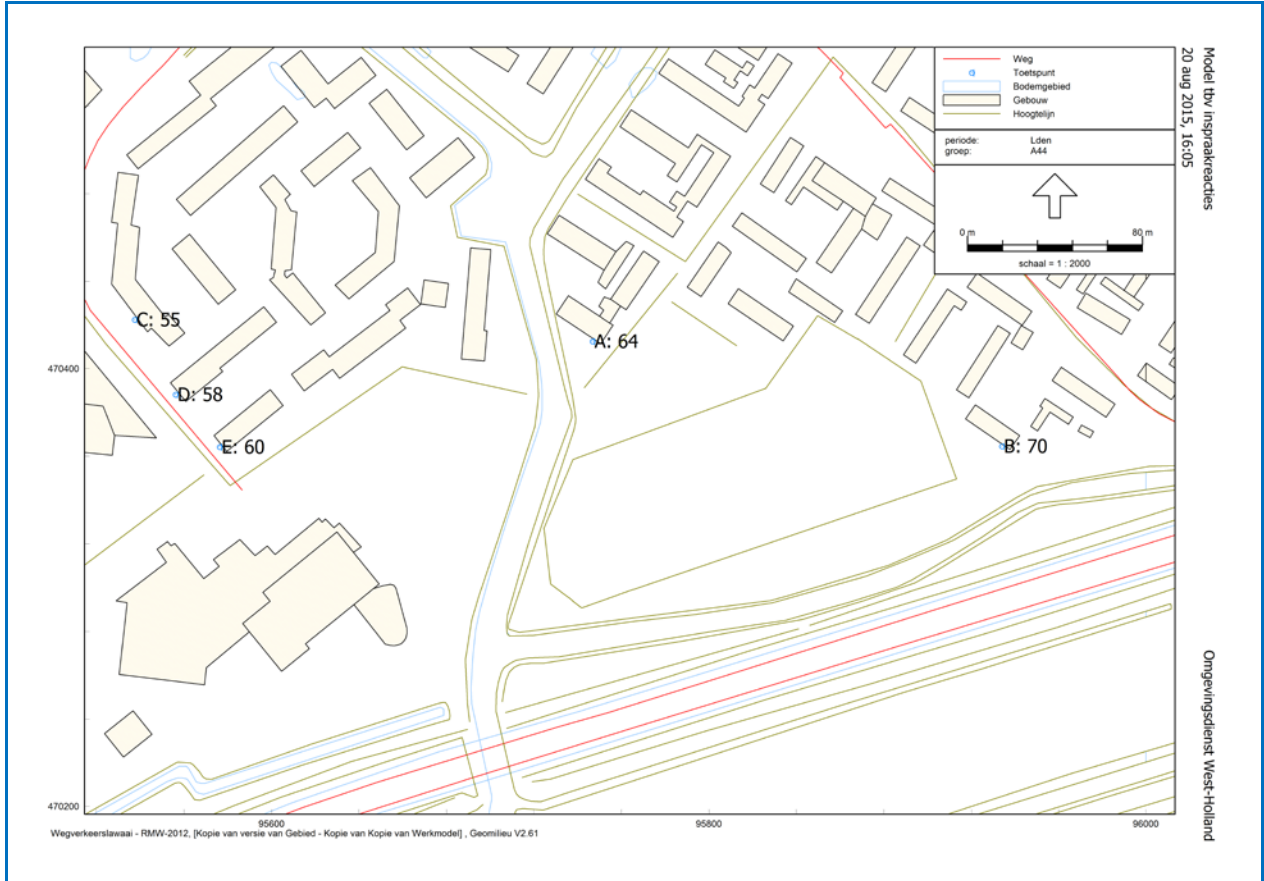 Model tbv inspraakreacties
20 aug 2015, 16:05
Weg
Toetspunt
Bodemgebied
Gebouw
Hoogtelijn
periode: Lden
groep: A44
0 m 80 m
schaal = 1 : 2000
C: 55
A: 64
470400
D: 58
E: 60
B: 70
Omgevingsdienst West-Holland
470200
95600 95800 96000
Wegverkeerslawaai - RMW-2012, [Kopie van versie van Gebied - Kopie van Kopie van Werkmodel] , Geomilieu V2.61